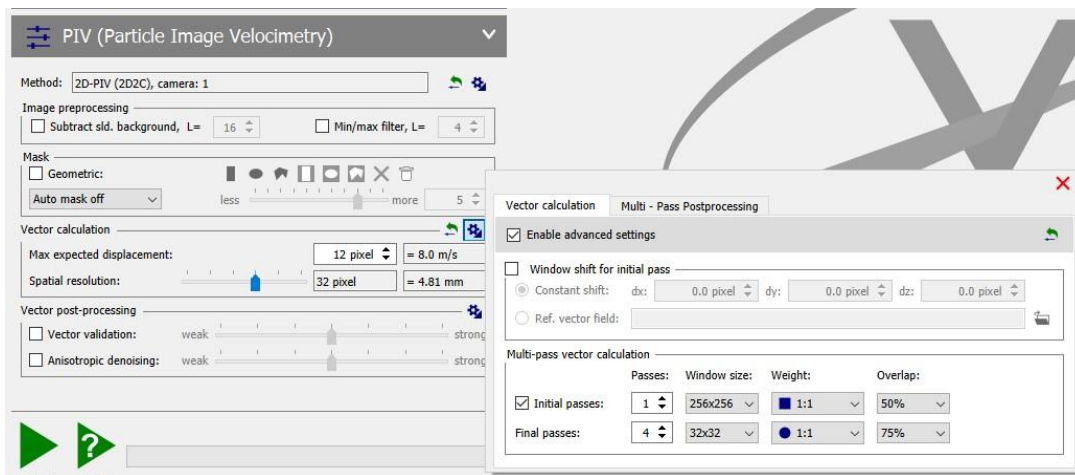 PIV (Particle Image Velocimetry)
Method: 2D-PIV (2D2C), camera: 1
Image preprocessing
Subtract sld. background, L= 16 Min/max filter, L= 4
Mask
Geometric:
Auto mask off less more 5
Vector calculation
Max expected displacement: 12 pixel = 8.0 m/s
Spatial resolution: 32 pixel = 4.81 mm
Vector post-processing
Vector validation: weak strong
Anisotropic denoising: weak strong
Vector calculation Multi - Pass Postprocessing
Enable advanced settings
Window shift for initial pass
Constant shift: dx: 0.0 pixel dy: 0.0 pixel dz: 0.0 pixel
Ref. vector field:
Multi-pass vector calculation
Passes: Window size: Weight: Overlap:
Initial passes: 1 256x256 1:1 50%
Final passes: 4 32x32 1:1 75%
?